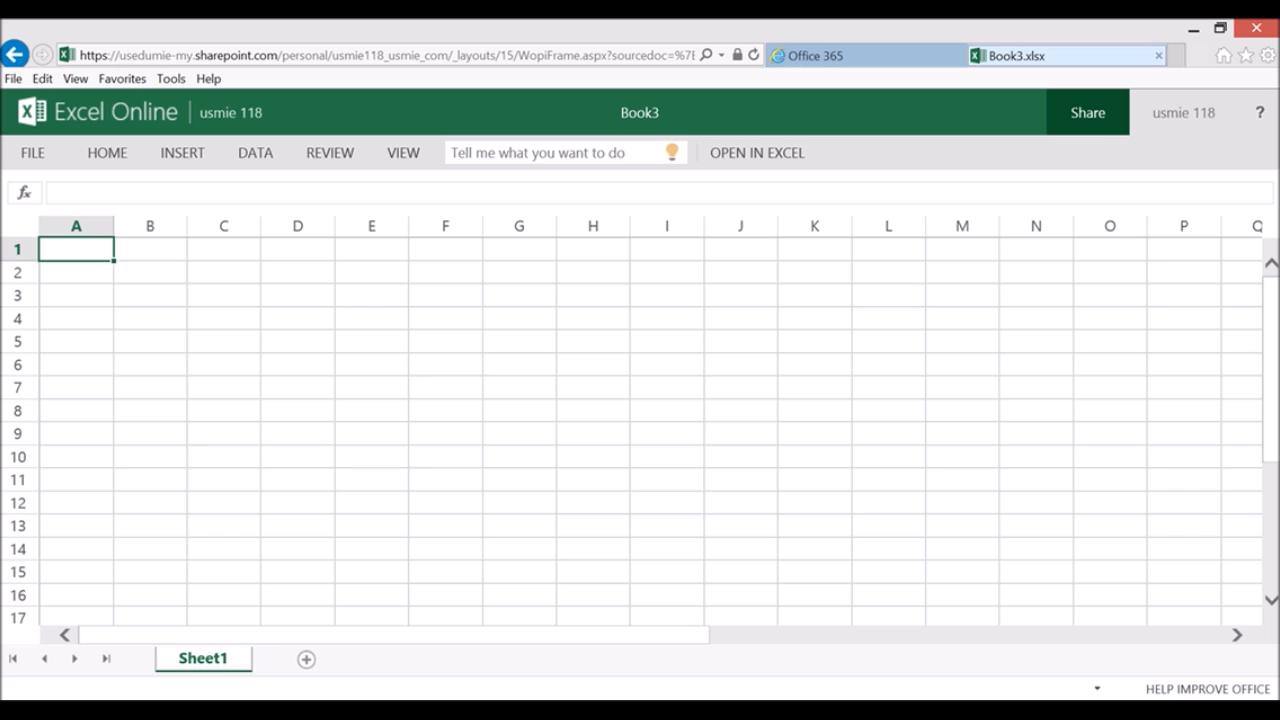 https://usedumie-my.sharepoint.com/personal/usmie118_usmie_com/_layouts/15/WopiFrame.aspx?sourcedoc=%7E Office 365 Book3.xlsx
File Edit View Favorites Tools Help
Excel Online usmie 118 Book3 Share usmie 118 ?
FILE HOME INSERT DATA REVIEW VIEW Tell me what you want to do OPEN IN EXCEL
fx
A B C D E F G H I J K L M N O P Q
1
2
3
4
5
6
7
8
9
10
11
12
13
14
15
16
17
Sheet1
HELP IMPROVE OFFICE